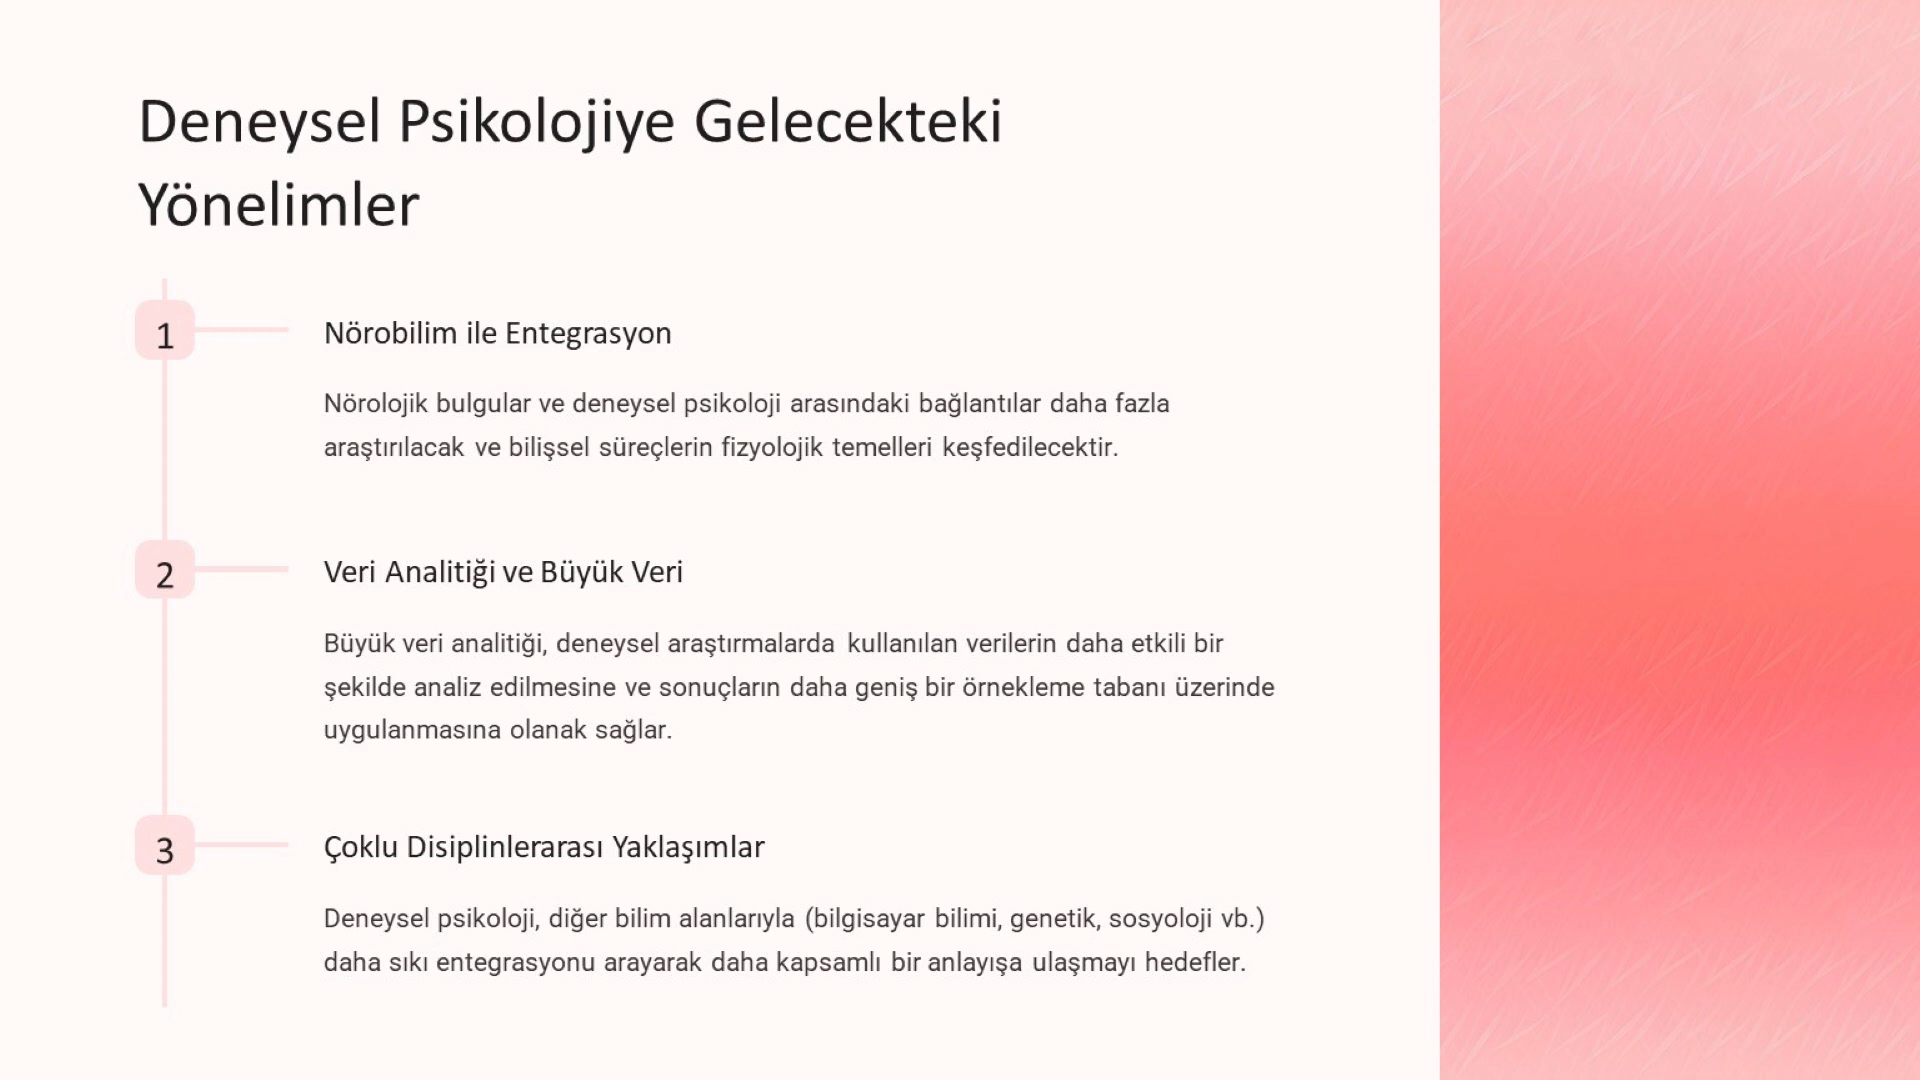 Deneysel Psikolojiye Gelecekteki
Yönelimler
1
Nörobilim ile Entegrasyon
Nörolojik bulgular ve deneysel psikoloji arasındaki bağlantılar daha fazla
araştırılacak ve bilişsel süreçlerin fizyolojik temelleri keşfedilecektir.
2
Veri Analitiği ve Büyük Veri
Büyük veri analitiği, deneysel araştırmalarda kullanılan verilerin daha etkili bir
şekilde analiz edilmesine ve sonuçların daha geniş bir örnekleme tabanı üzerinde
uygulanmasına olanak sağlar.
3
Çoklu Disiplinlerarası Yaklaşımlar
Deneysel psikoloji, diğer bilim alanlarıyla (bilgisayar bilimi, genetik, sosyoloji vb.)
daha sıkı entegrasyonu arayarak daha kapsamlı bir anlayışa ulaşmayı hedefler.